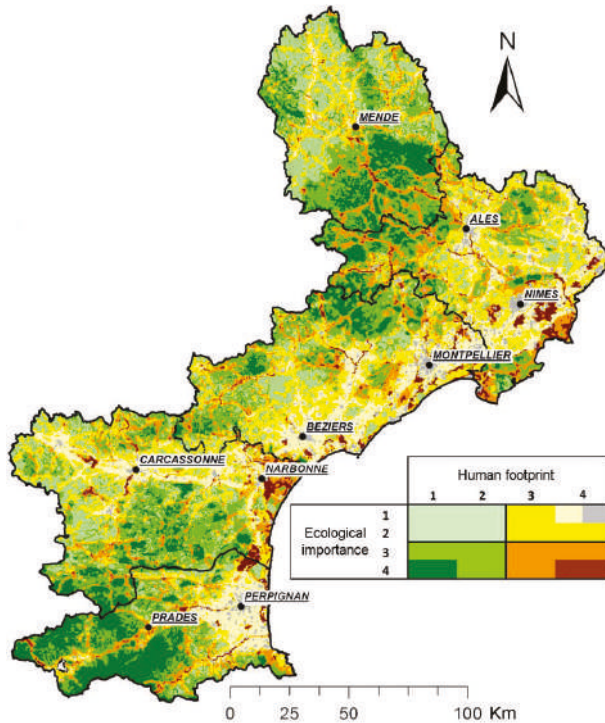 N
MENDE
ALES
NIMES
MONTPELLIER
BEZIERS
CARCASSONNE
NARBONNE
Human footprint
1 2 3 4
Ecological importance
1
2
3
4
PERPIGNAN
PRADES
0 25 50 100 Km